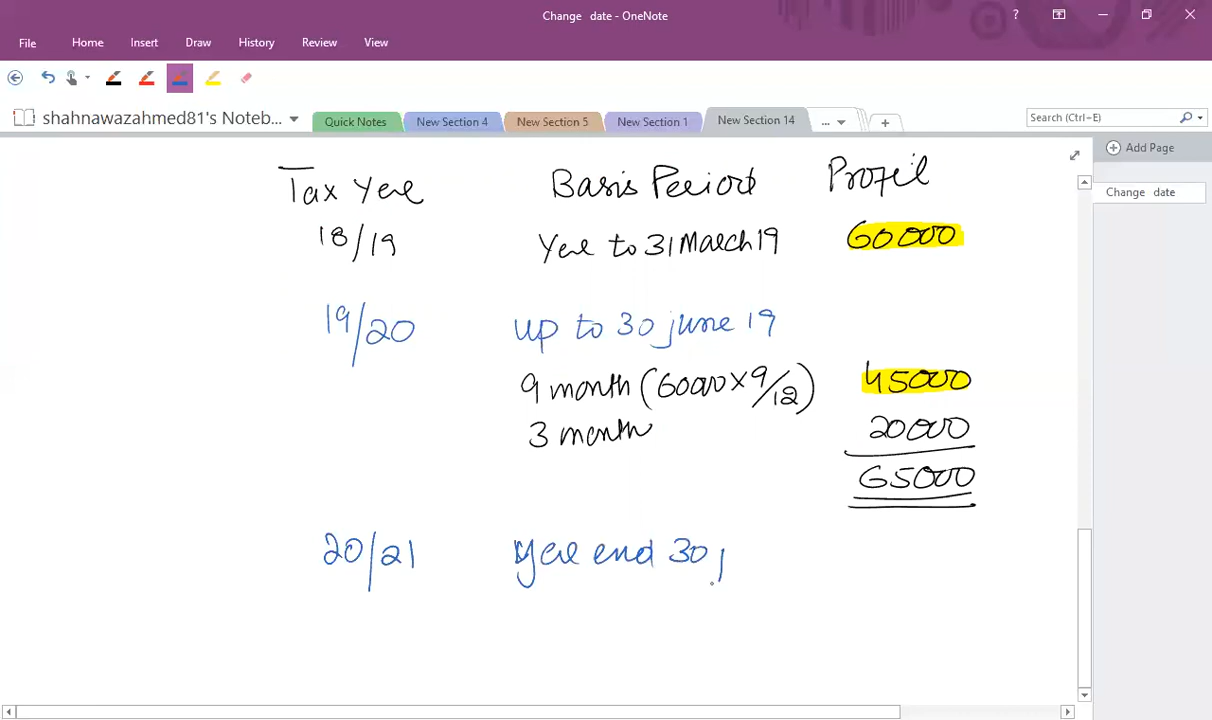 Change date - OneNote
?
File Home Insert Draw History Review View
shahnawazahmed81's Noteb...
Quick Notes New Section 4 New Section 5 New Section 1 New Section 14 ... + Search (Ctrl+E)
Add Page
Change date
Tax Year Basis Period Profit
18/19 Year to 31 March 19 60000
19/20 up to 30 june 19
9 month (60000 × 9/12) 45000
3 month 20000
65000
20/21 year end 30 j